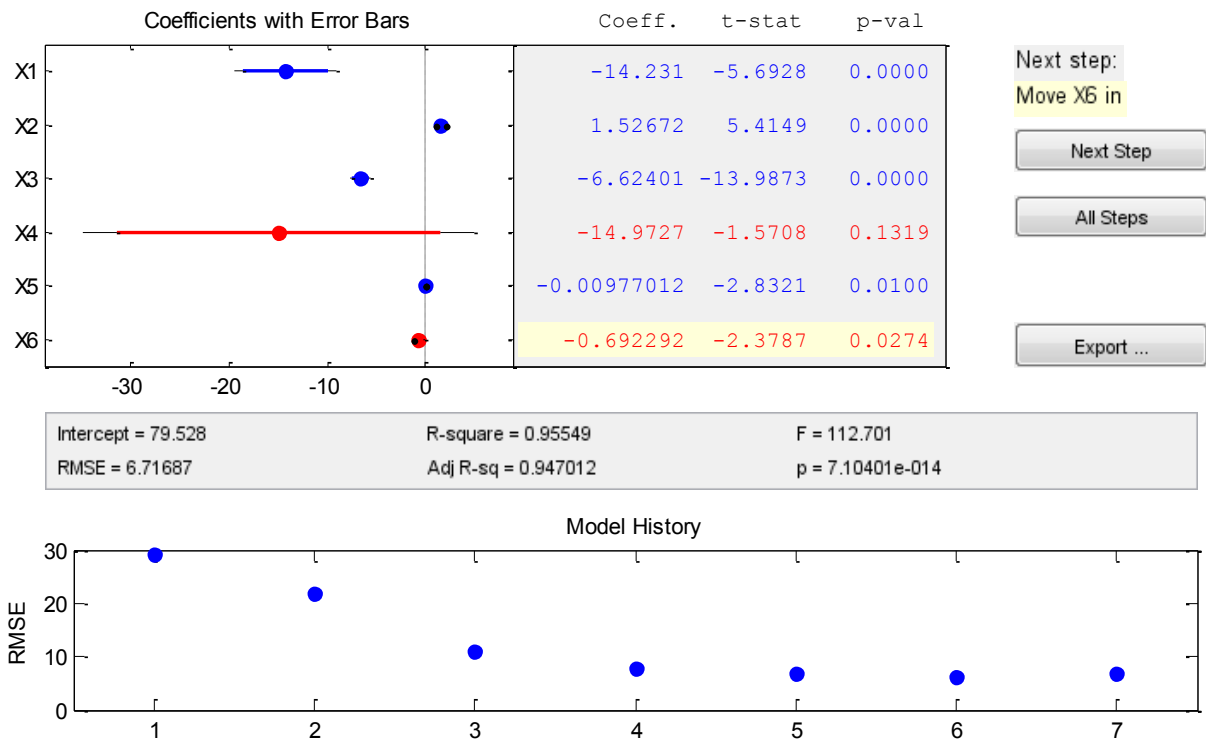 Coefficients with Error Bars
Coeff. t-stat p-val
X1 -14.231 -5.6928 0.0000
X2 1.52672 5.4149 0.0000
X3 -6.62401 -13.9873 0.0000
X4 -14.9727 -1.5708 0.1319
X5 -0.00977012 -2.8321 0.0100
X6 -0.692292 -2.3787 0.0274
-30 -20 -10 0
Next step:
Move X6 in
Next Step
All Steps
Export ...
Intercept = 79.528 R-square = 0.95549 F = 112.701
RMSE = 6.71687 Adj R-sq = 0.947012 p = 7.10401e-014
Model History
RMSE
30
20
10
0
1 2 3 4 5 6 7